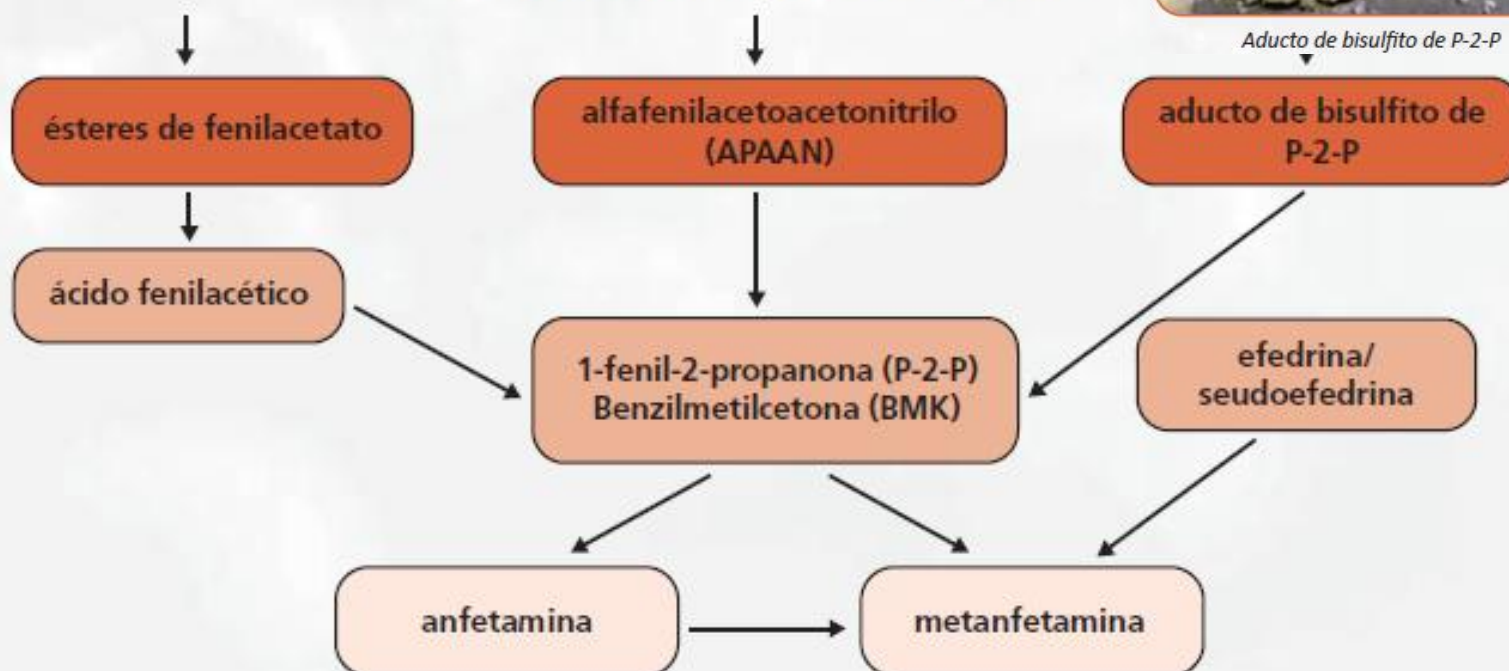 Aducto de bisulfito de P-2-P
ésteres de fenilacetato
alfafenilacetoacetonitrilo
(APAAN)
aducto de bisulfito de
P-2-P
ácido fenilacético
1-fenil-2-propanona (P-2-P)
Benzilmetilcetona (BMK)
efedrina/
seudoefedrina
anfetamina
metanfetamina